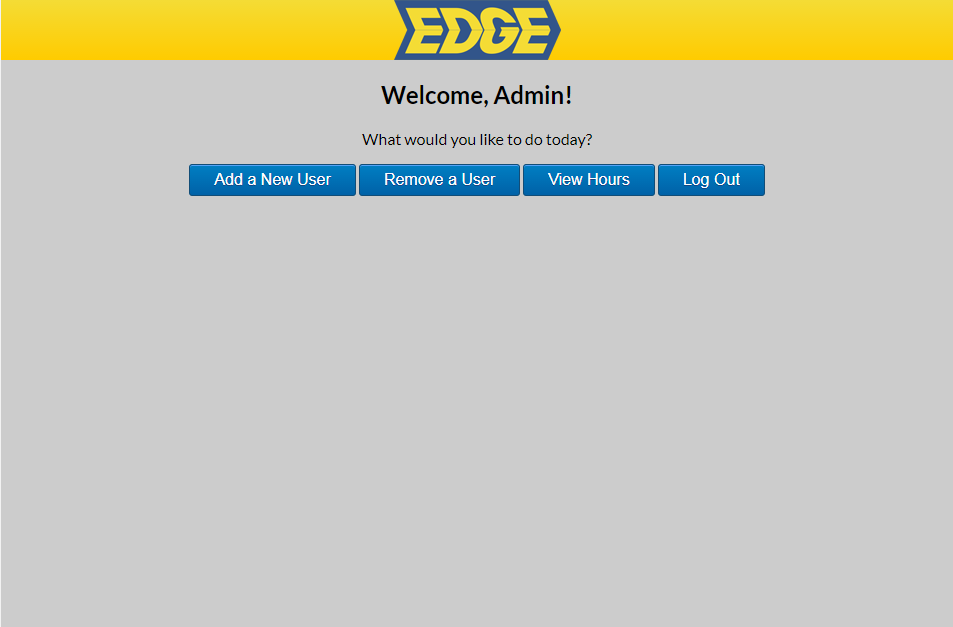 EDGE
Welcome, Admin!
What would you like to do today?
Add a New User Remove a User View Hours Log Out